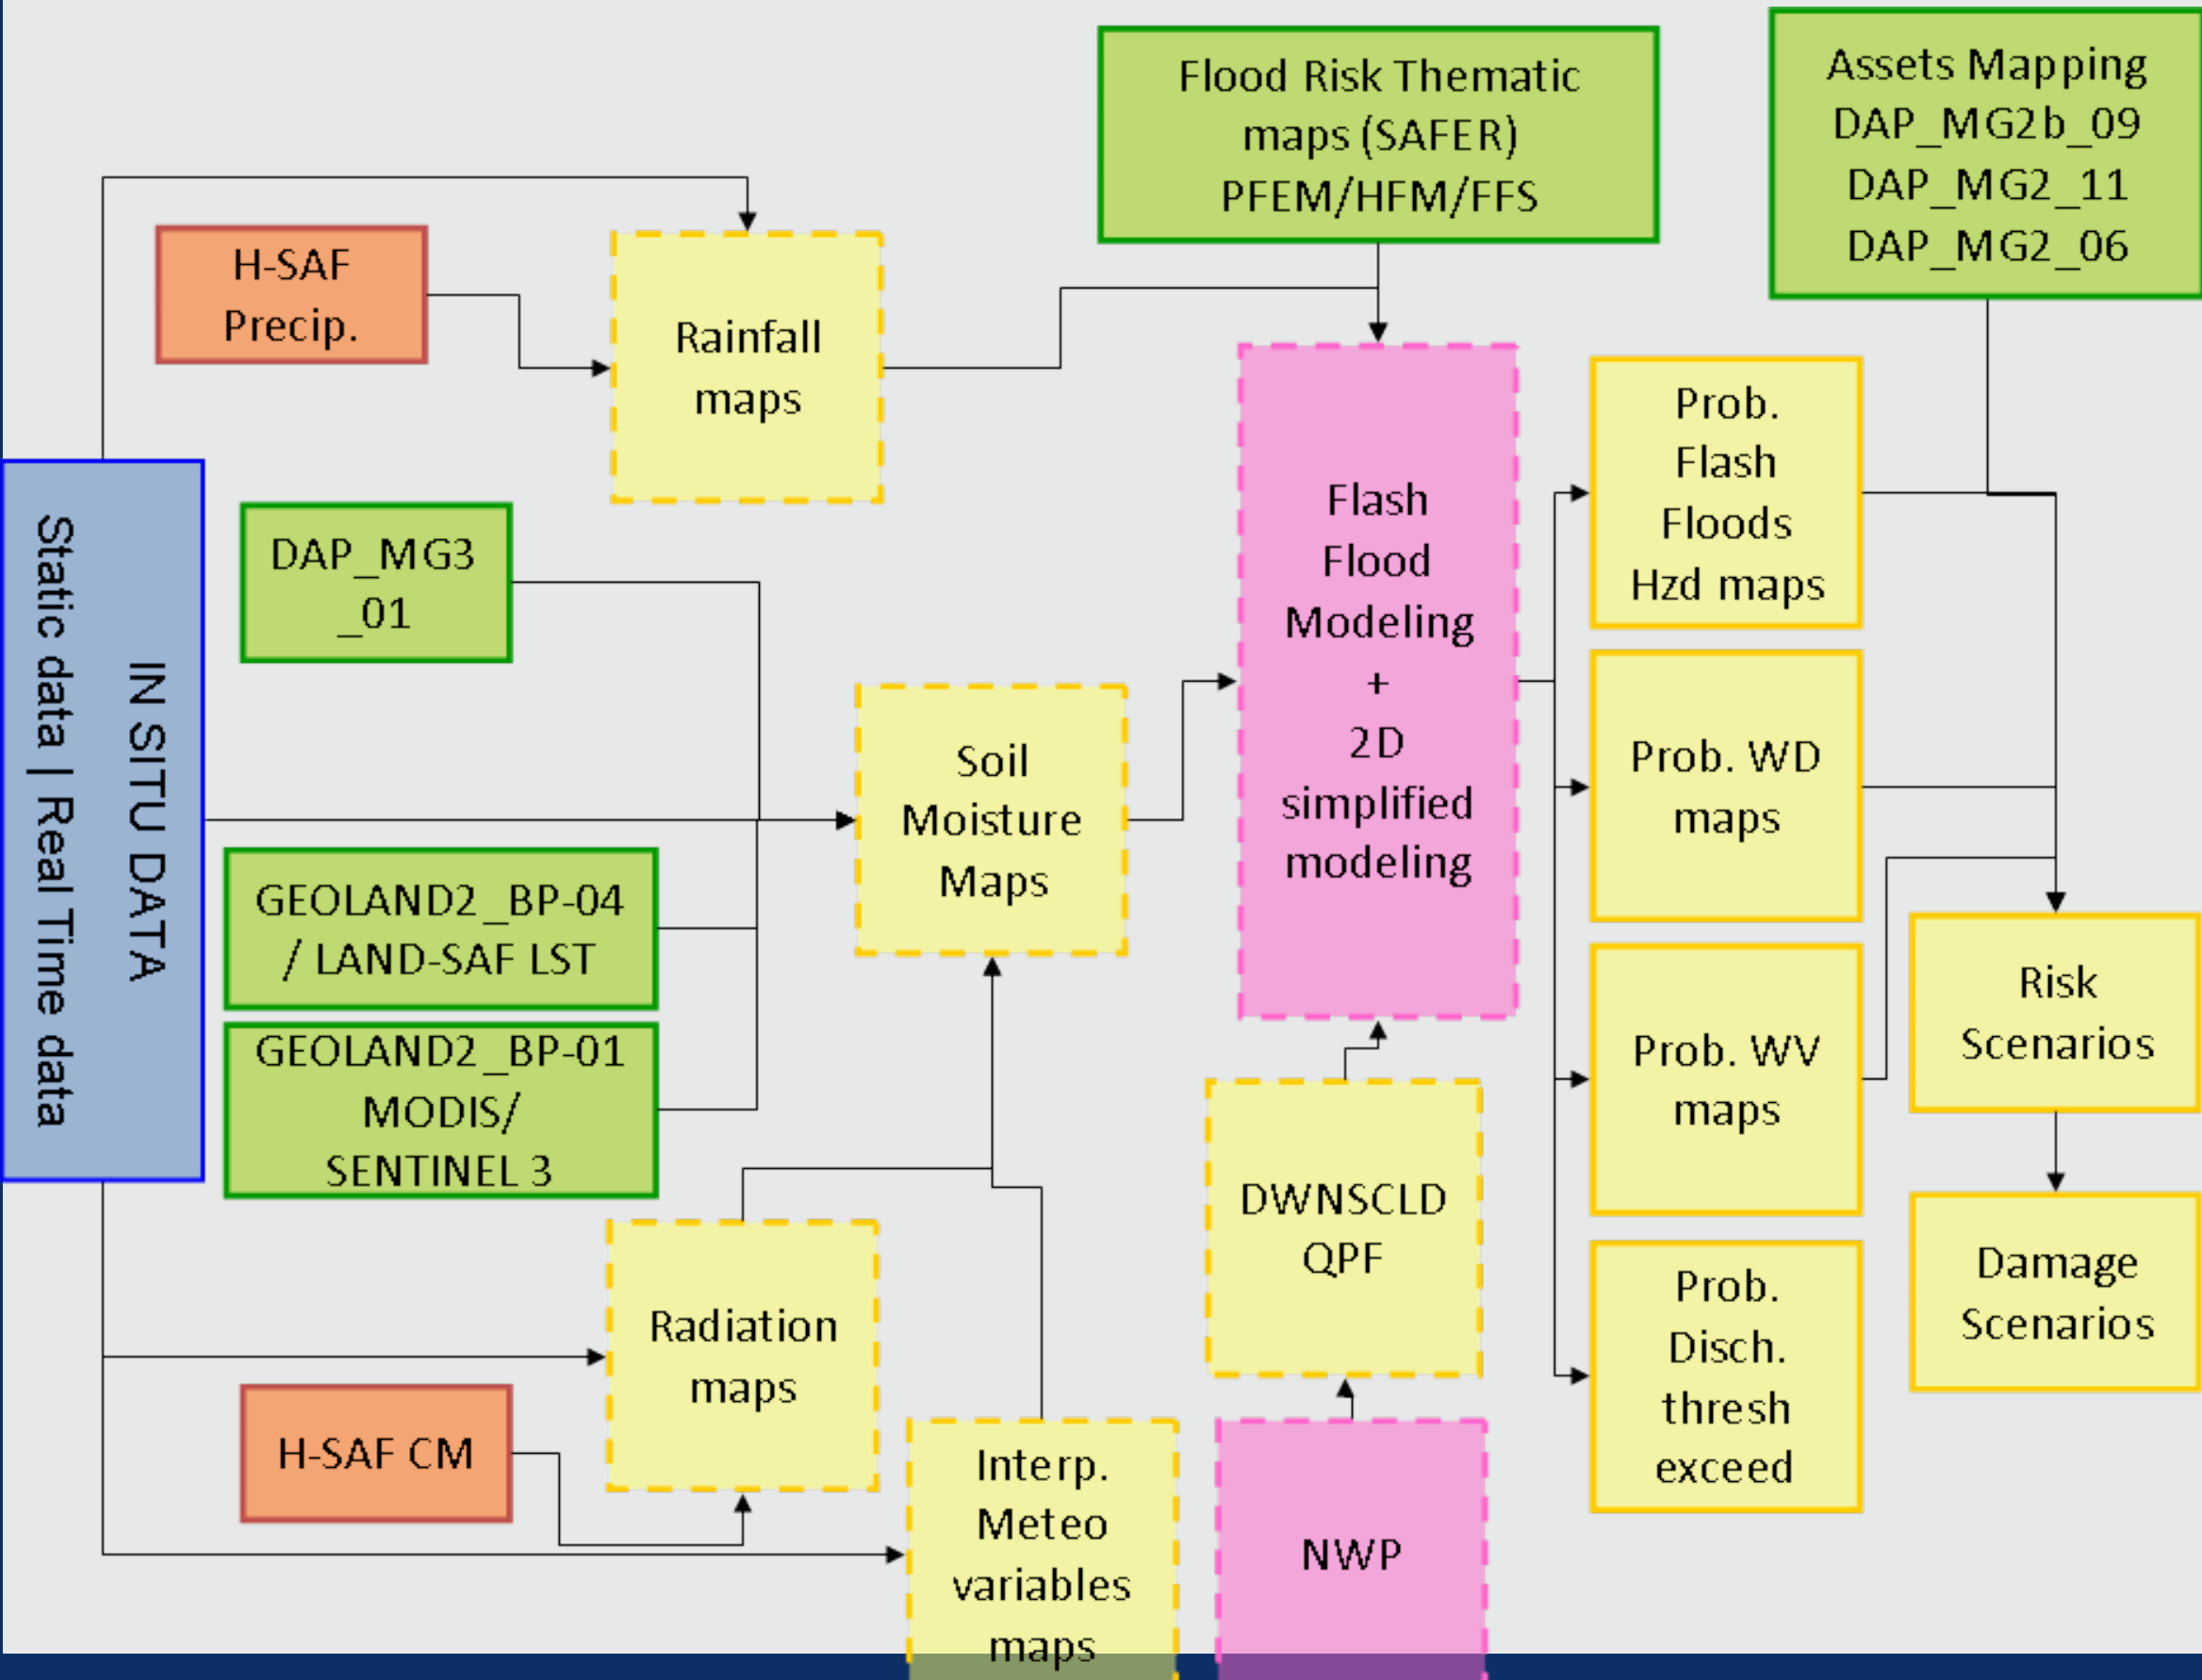 Flood Risk Thematic
maps (SAFER)
PFEM/HFM/FFS
Assets Mapping
DAP_MG2b_09
DAP_MG2_11
DAP_MG2_06
H-SAF
Precip.
Rainfall
maps
IN SITU DATA
Static data | Real Time data
DAP_MG3
_01
Soil
Moisture
Maps
GEOLAND2_BP-04
/ LAND-SAF LST
GEOLAND2_BP-01
MODIS/
SENTINEL 3
Flash
Flood
Modeling
+
2D
simplified
modeling
Prob.
Flash
Floods
Hzd maps
Prob. WD
maps
Prob. WV
maps
Prob.
Disch.
thresh
exceed
Risk
Scenarios
Damage
Scenarios
Radiation
maps
H-SAF CM
Interp.
Meteo
variables
maps
DWNSCLD
QPF
NWP